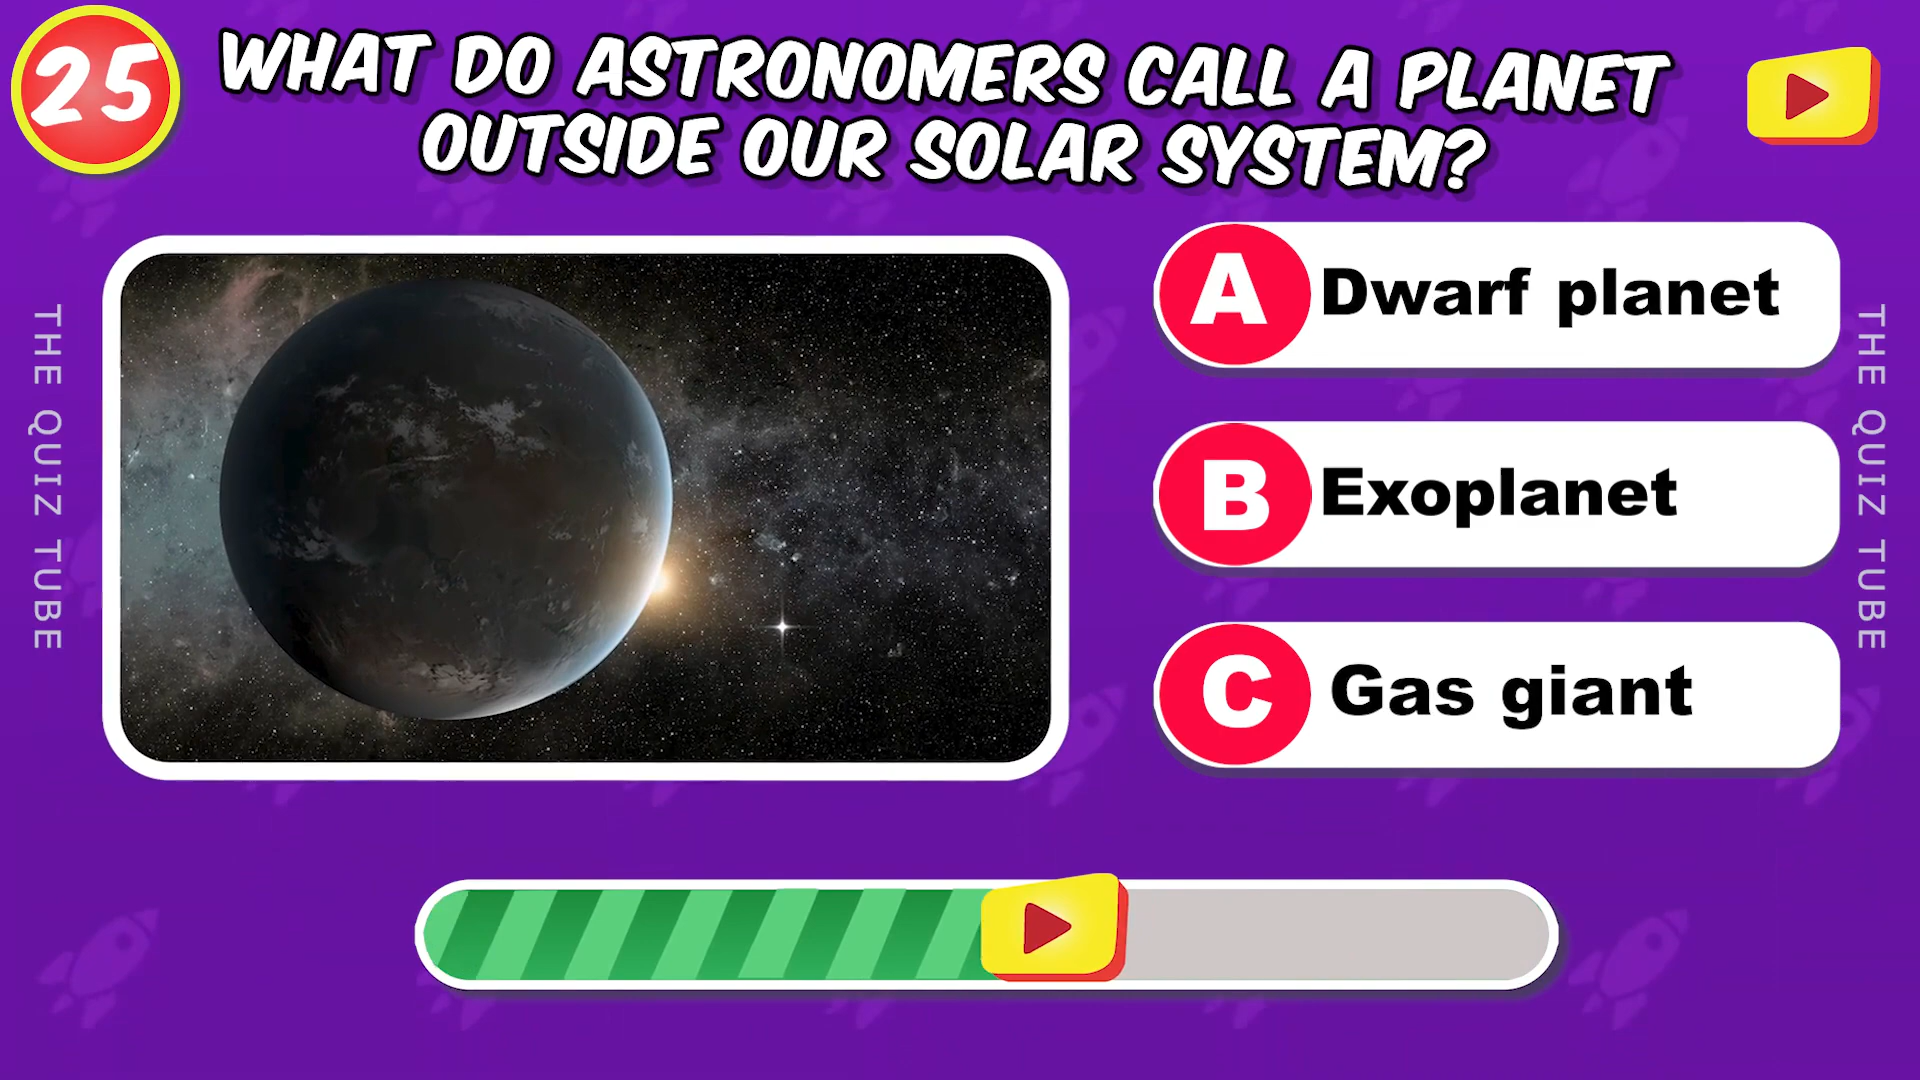 25
WHAT DO ASTRONOMERS CALL A PLANET
OUTSIDE OUR SOLAR SYSTEM?
THE QUIZ TUBE
A Dwarf planet
B Exoplanet
C Gas giant
THE QUIZ TUBE